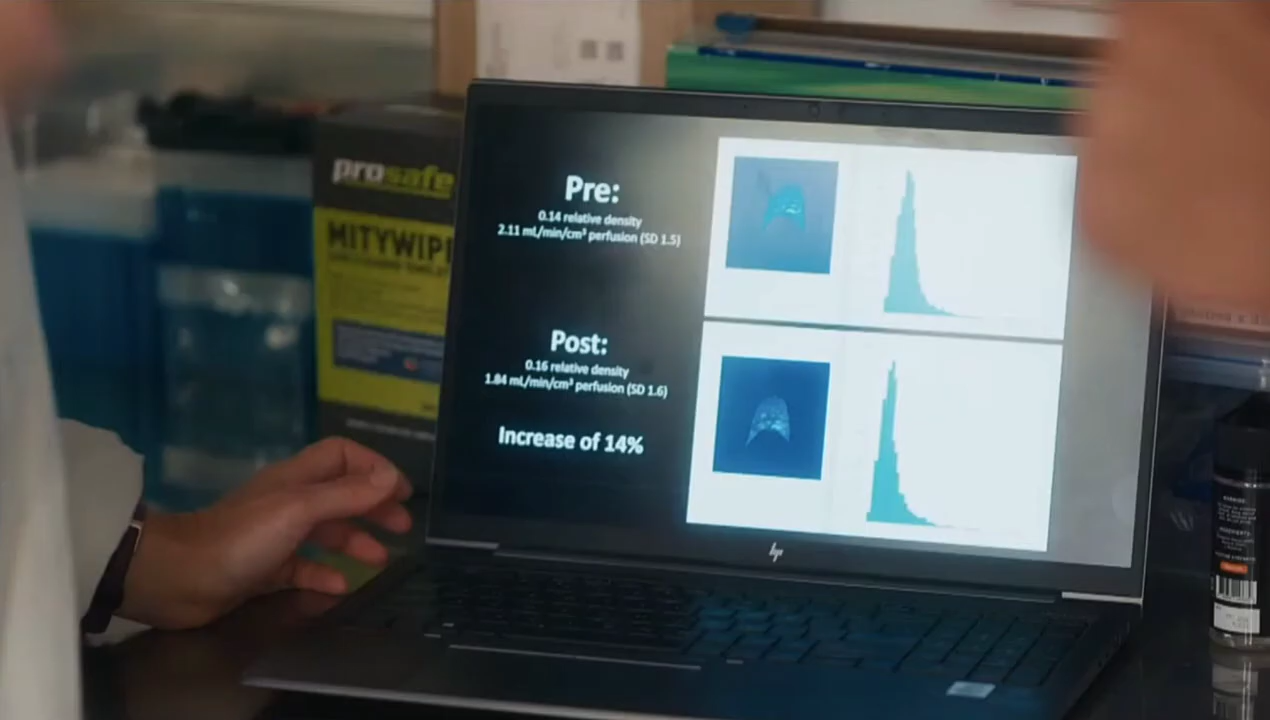 prosafe
MITYWIPE
Pre:
0.14 relative density
2.11 mL/min/cm³ perfusion (SD 1.5)
Post:
0.16 relative density
1.84 mL/min/cm³ perfusion (SD 1.6)
Increase of 14%
hp